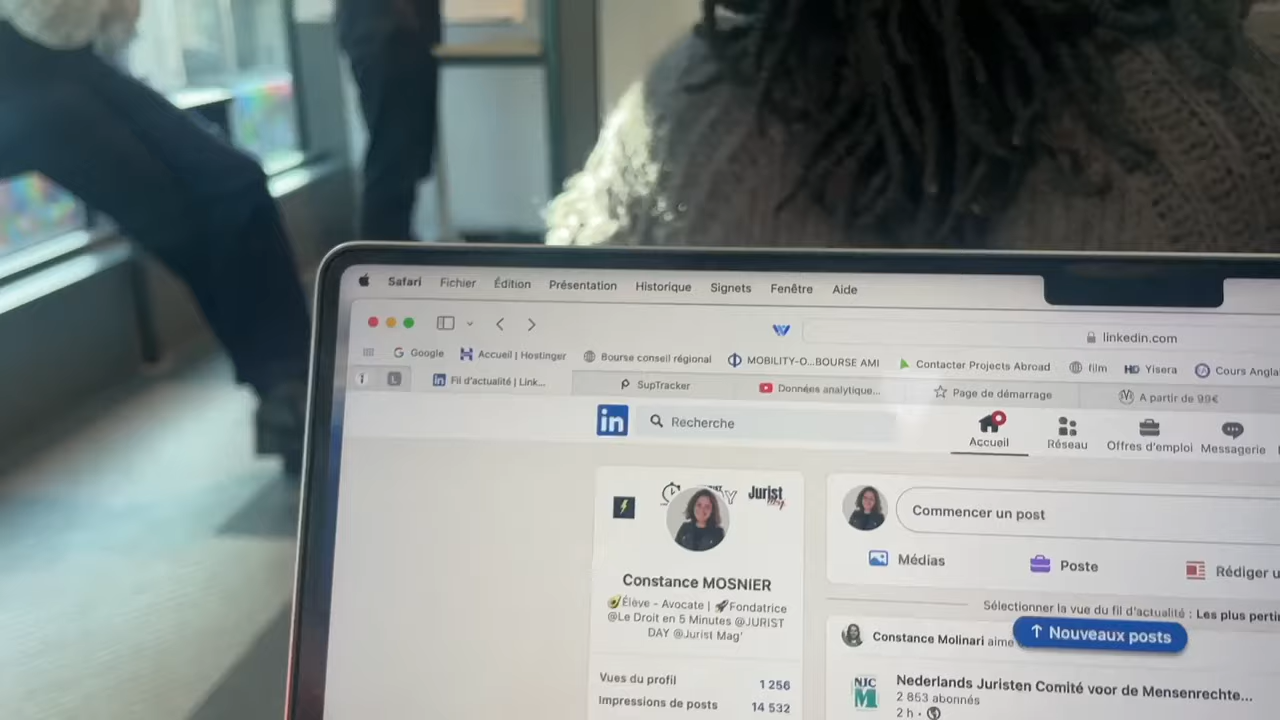 Safari Fichier Édition Présentation Historique Signets Fenêtre Aide
linkedin.com
Google Accueil | Hostinger Bourse conseil régional MOBILITY-O...BOURSE AMI Contacter Projects Abroad film HD Yisera Cours Angla
L Fil d'actualité | Link... SupTracker Données analytique... Page de démarrage A partir de 99€
in Recherche
Accueil Réseau Offres d'emploi Messagerie
Jurist
Commencer un post
Médias Poste Rédiger u
Constance MOSNIER
Élève - Avocate | Fondatrice
@Le Droit en 5 Minutes @JURIST
DAY @Jurist Mag'
Vues du profil 1 256
Impressions de posts 14 532
Sélectionner la vue du fil d'actualité : Les plus perti
Constance Molinari aime
↑ Nouveaux posts
NJC
M
Nederlands Juristen Comité voor de Mensenrechte...
2 863 abonnés
2 h •